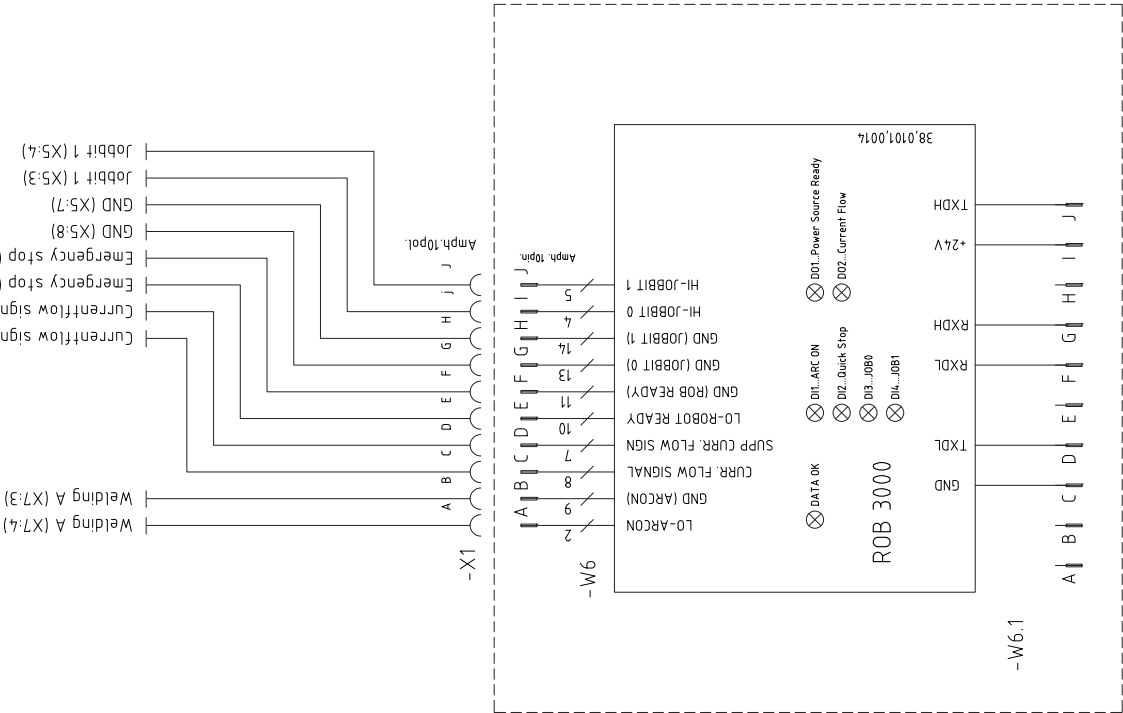 Jobbit 1 (X5:4)
Jobbit 1 (X5:3)
GND (X5:7)
GND (X5:8)
Emergency stop (
Emergency stop (
Currentflow sign
Currentflow sign
Welding A (X7:3)
Welding A (X7:4)
Amph.10pol.
J
j
H
G
F
E
D
C
B
A
-X1
Amph. 10pin.
J
I
H
G
F
E
D
C
B
A
5
4
14
13
11
10
7
8
9
2
-W6
38,0101,0014
HI-JOBBIT 1
HI-JOBBIT 0
GND (JOBBIT 1)
GND (JOBBIT 0)
GND (ROB READY)
LO-ROBOT READY
SUPP CURR. FLOW SIGN
CURR. FLOW SIGNAL
GND (ARCON)
LO-ARCON
DO1...Power Source Ready
DO2...Current Flow
DI1...ARC ON
DI2...Quick Stop
DI3...JOB0
DI4...JOB1
DATA OK
ROB 3000
TXDH
+24V
RXDH
RXDL
TXDL
GND
J
I
H
G
F
E
D
C
B
A
-W6.1